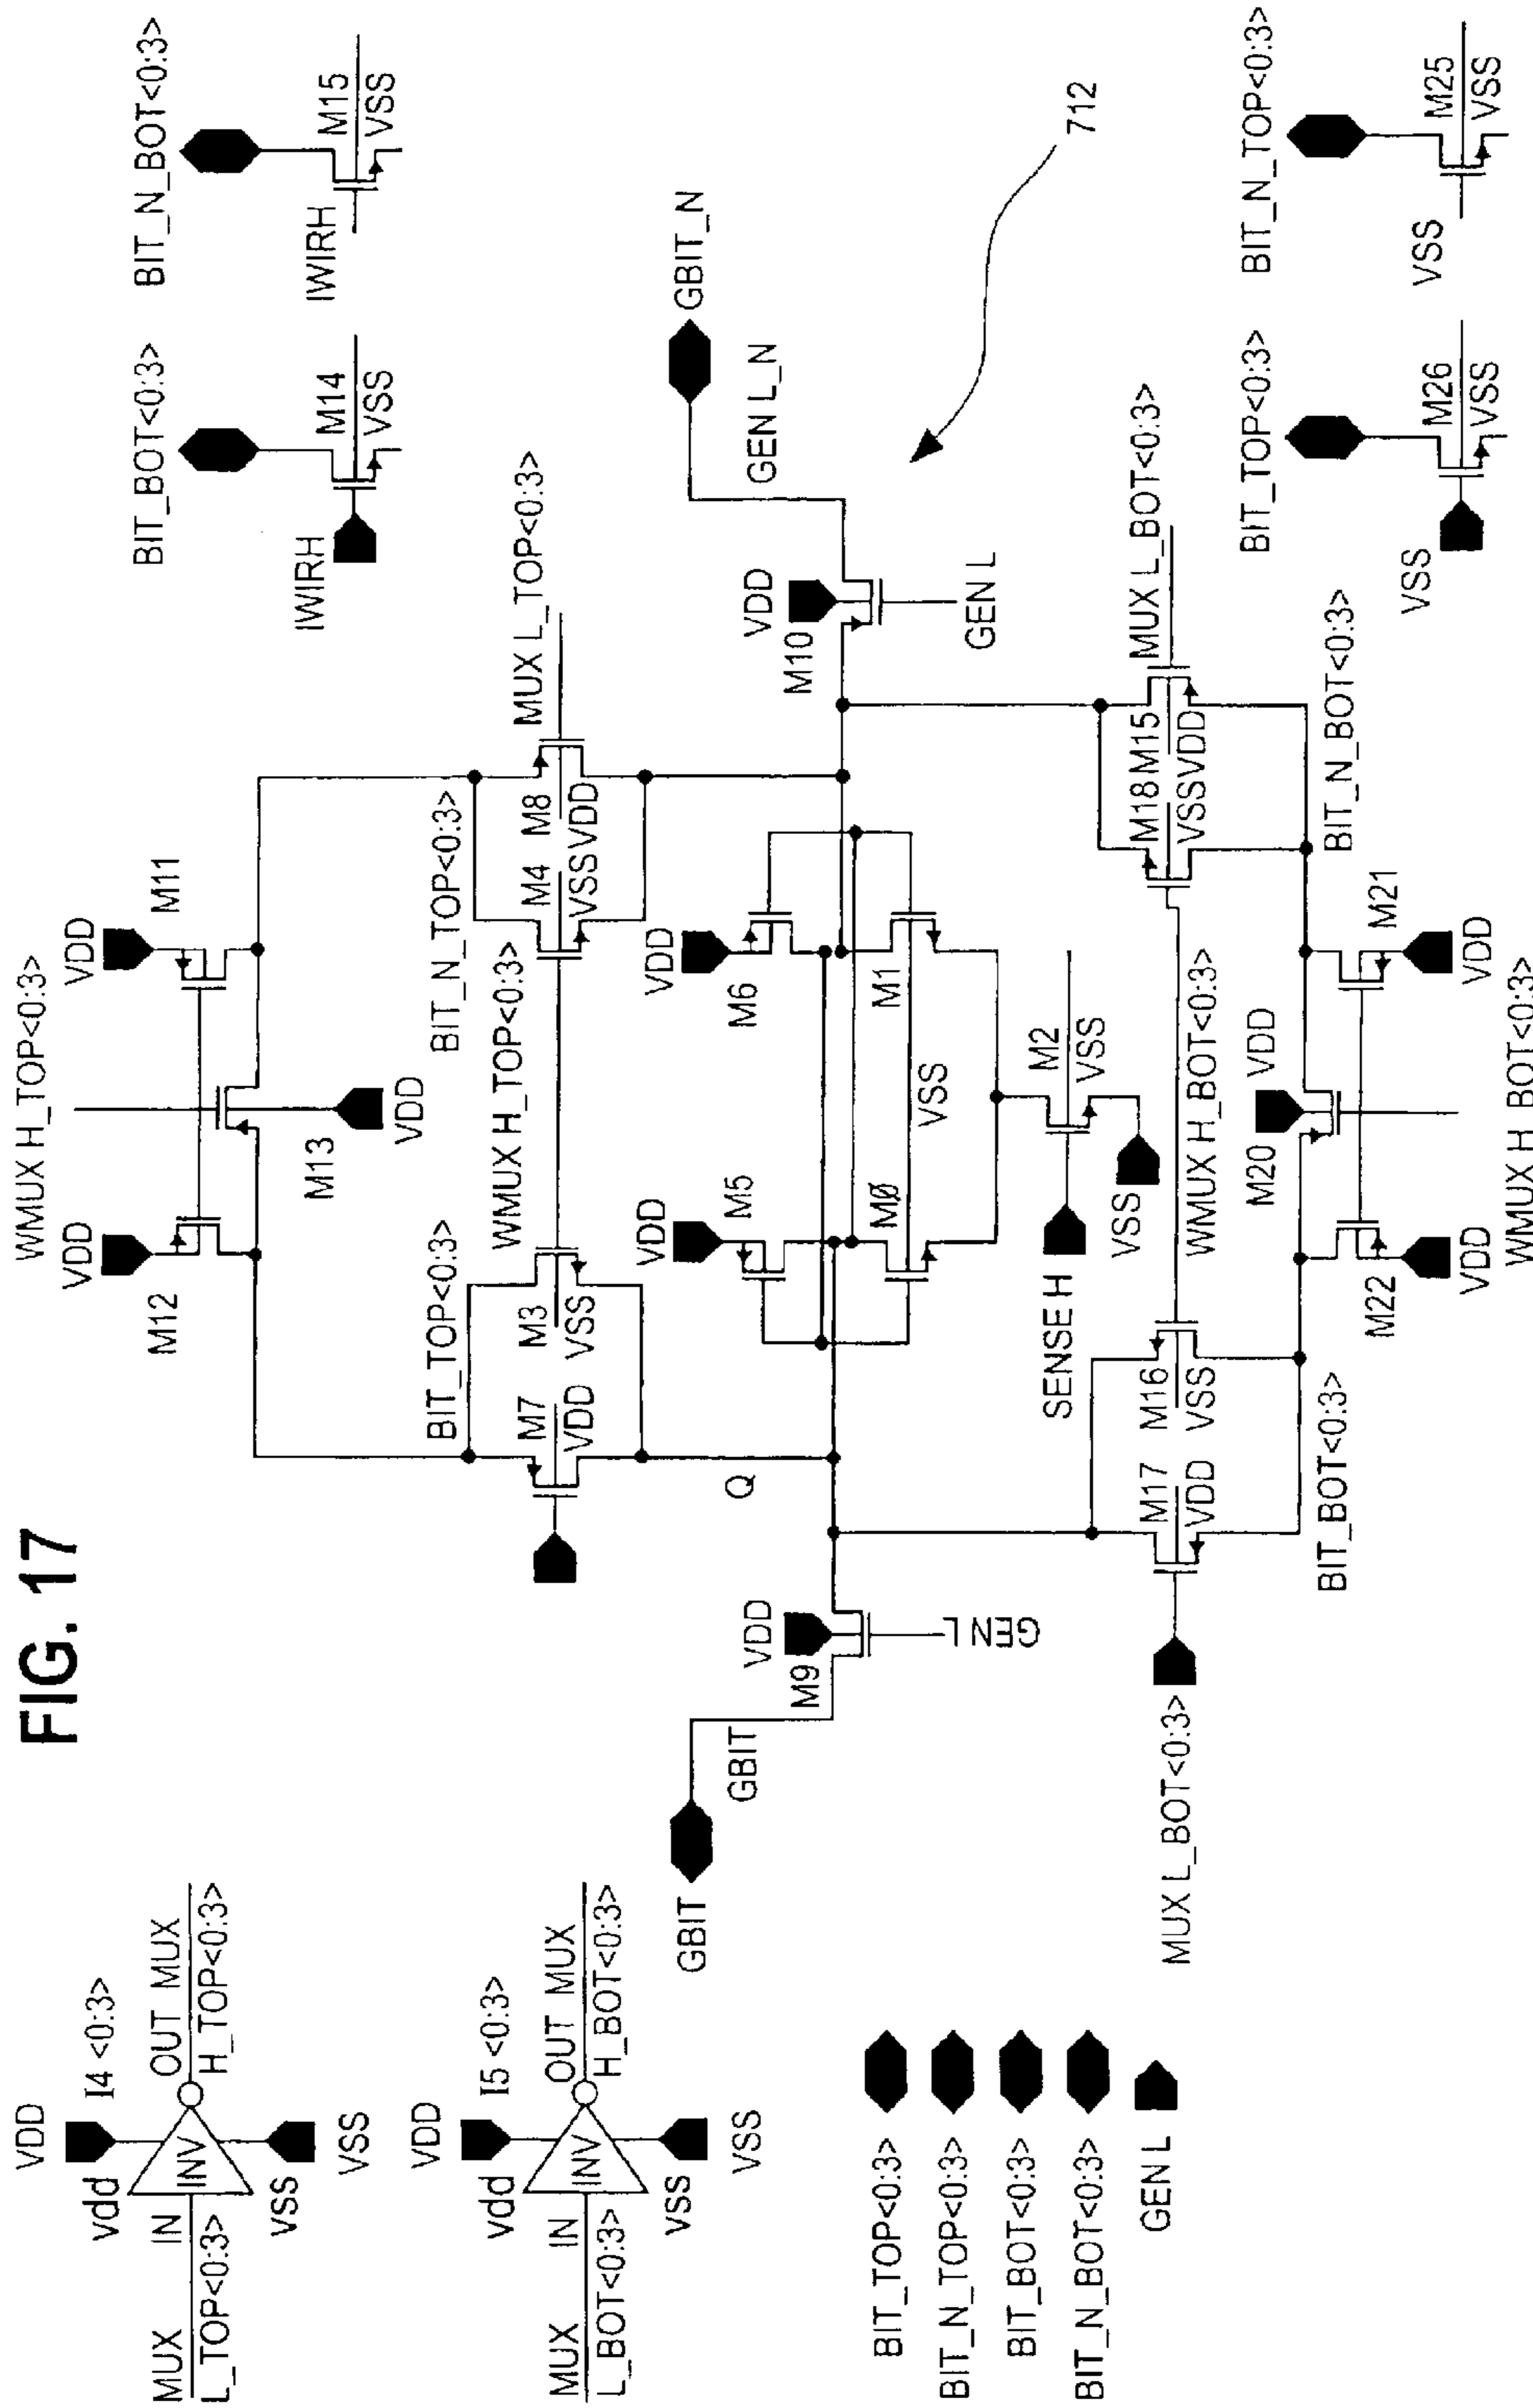 FIG. 17
VDD
I4 <0:3>
vdd
MUX
IN
INV
OUT MUX
L_TOP<0:3>
H_TOP<0:3>
VSS
VSS
VDD
I5 <0:3>
vdd
MUX
IN
INV
OUT MUX
L_BOT<0:3>
H_BOT<0:3>
VSS
VSS
BIT_TOP<0:3>
BIT_N_TOP<0:3>
BIT_BOT<0:3>
BIT_N_BOT<0:3>
GEN L
WMUX H_TOP<0:3>
VDD
VDD
M12
M11
M13
VDD
BIT_TOP<0:3>
BIT_N_TOP<0:3>
WMUX H_TOP<0:3>
MUX L_TOP<0:3>
M7
VDD
M3
VSS
M4
M8
VSSVDD
GBIT
GBIT
VDD
M9
GEN L
Q
VDD
M5
VDD
M6
MØ
M1
VSS
SENSE H
M2
VSS
VSS
VDD
M10
GEN L
GEN L_N
GBIT_N
712
MUX L_BOT<0:3>
M17
VDD
M16
VSS
WMUX H_BOT<0:3>
M18M15
VSSVDD
MUX L_BOT<0:3>
BIT_BOT<0:3>
BIT_N_BOT<0:3>
M20
VDD
M22
M21
VDD
VDD
WMUX H_BOT<0:3>
BIT_BOT<0:3>
IWIRH
M14
VSS
BIT_N_BOT<0:3>
IWIRH
M15
VSS
BIT_TOP<0:3>
VSS
M26
VSS
BIT_N_TOP<0:3>
VSS
M25
VSS